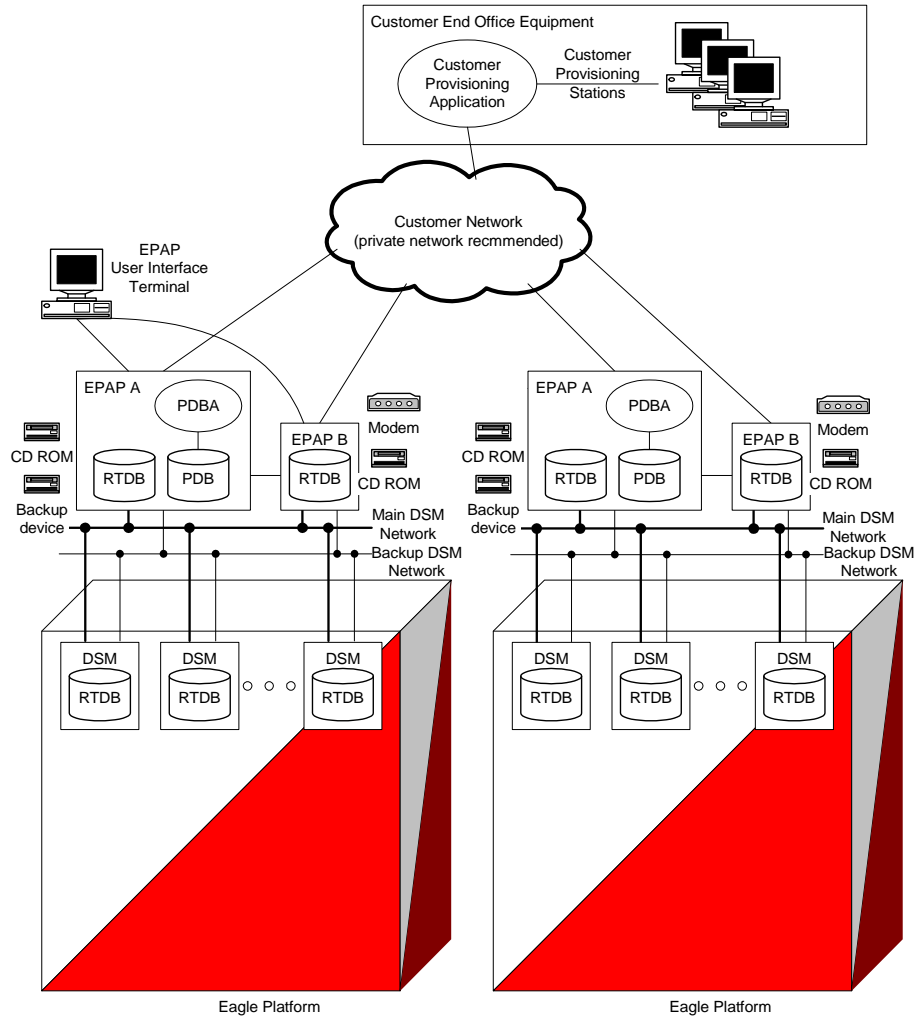 Customer End Office Equipment
Customer
Provisioning
Application
Customer
Provisioning
Stations
Customer Network
(private network recmmended)
EPAP
User Interface
Terminal
EPAP A
PDBA
RTDB
PDB
EPAP B
RTDB
Modem
CD ROM
CD ROM
Backup
device
Main DSM
Network
Backup DSM
Network
EPAP A
PDBA
RTDB
PDB
EPAP B
RTDB
Modem
CD ROM
CD ROM
Backup
device
Main DSM
Network
Backup DSM
Network
DSM
RTDB
DSM
RTDB
DSM
RTDB
DSM
RTDB
DSM
RTDB
DSM
RTDB
Eagle Platform
Eagle Platform